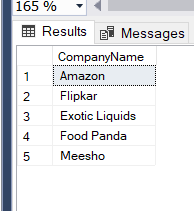 165 %
Results Messages
CompanyName
1 Amazon
2 Flipkar
3 Exotic Liquids
4 Food Panda
5 Meesho